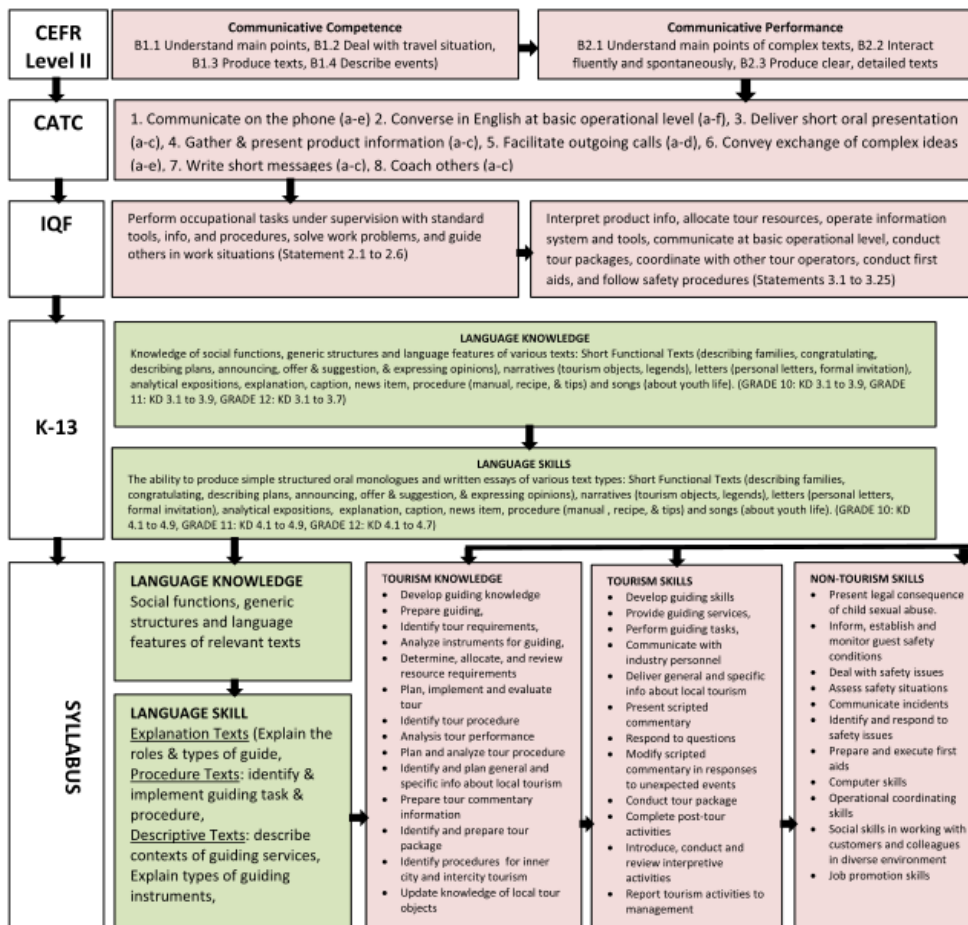 CEFR
Level II
Communicative Competence
B1.1 Understand main points, B1.2 Deal with travel situation,
B1.3 Produce texts, B1.4 Describe events)
Communicative Performance
B2.1 Understand main points of complex texts, B2.2 Interact
fluently and spontaneously, B2.3 Produce clear, detailed texts
CATC
1. Communicate on the phone (a-e) 2. Converse in English at basic operational level (a-f), 3. Deliver short oral presentation
(a-c), 4. Gather & present product information (a-c), 5. Facilitate outgoing calls (a-d), 6. Convey exchange of complex ideas
(a-e), 7. Write short messages (a-c), 8. Coach others (a-c)
IQF
Perform occupational tasks under supervision with standard
tools, info, and procedures, solve work problems, and guide
others in work situations (Statement 2.1 to 2.6)
Interpret product info, allocate tour resources, operate information
system and tools, communicate at basic operational level, conduct
tour packages, coordinate with other tour operators, conduct first
aids, and follow safety procedures (Statements 3.1 to 3.25)
K-13
LANGUAGE KNOWLEDGE
Knowledge of social functions, generic structures and language features of various texts: Short Functional Texts (describing families, congratulating,
describing plans, announcing, offer & suggestion, & expressing opinions), narratives (tourism objects, legends), letters (personal letters, formal invitation),
analytical expositions, explanation, caption, news item, procedure (manual, recipe, & tips) and songs (about youth life). (GRADE 10: KD 3.1 to 3.9, GRADE
11: KD 3.1 to 3.9, GRADE 12: KD 3.1 to 3.7)
LANGUAGE SKILLS
The ability to produce simple structured oral monologues and written essays of various text types: Short Functional Texts (describing families,
congratulating, describing plans, announcing, offer & suggestion, & expressing opinions), narratives (tourism objects, legends), letters (personal letters,
formal invitation), analytical expositions, explanation, caption, news item, procedure (manual , recipe, & tips) and songs (about youth life). (GRADE 10: KD
4.1 to 4.9, GRADE 11: KD 4.1 to 4.9, GRADE 12: KD 4.1 to 4.7)
SYLLABUS
LANGUAGE KNOWLEDGE
Social functions, generic
structures and language
features of relevant texts
LANGUAGE SKILL
Explanation Texts (Explain the
roles & types of guide,
Procedure Texts: identify &
implement guiding task &
procedure,
Descriptive Texts: describe
contexts of guiding services,
Explain types of guiding
instruments,
TOURISM KNOWLEDGE
• Develop guiding knowledge
• Prepare guiding,
• Identify tour requirements,
• Analyze instruments for guiding,
• Determine, allocate, and review
resource requirements
• Plan, implement and evaluate
tour
• Identify tour procedure
• Analysis tour performance
• Plan and analyze tour procedure
• Identify and plan general and
specific info about local tourism
• Prepare tour commentary
information
• Identify and prepare tour
package
• Identify procedures for inner
city and intercity tourism
• Update knowledge of local tour
objects
TOURISM SKILLS
• Develop guiding skills
• Provide guiding services,
• Perform guiding tasks,
• Communicate with
industry personnel
• Deliver general and specific
info about local tourism
• Present scripted
commentary
• Respond to questions
• Modify scripted
commentary in responses
to unexpected events
• Conduct tour package
• Complete post-tour
activities
• Introduce, conduct and
review interpretive
activities
• Report tourism activities to
management
NON-TOURISM SKILLS
• Present legal consequence
of child sexual abuse.
• Inform, establish and
monitor guest safety
conditions
• Deal with safety issues
• Assess safety situations
• Communicate incidents
• Identify and respond to
safety issues
• Prepare and execute first
aids
• Computer skills
• Operational coordinating
skills
• Social skills in working with
customers and colleagues
in diverse environment
• Job promotion skills